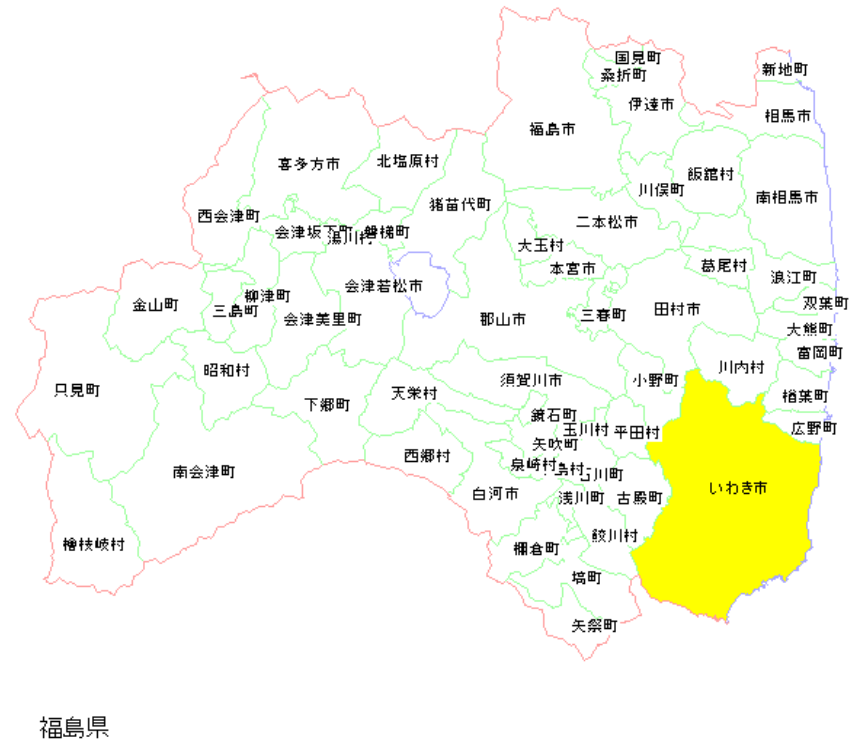 国見町
新地町
桑折町
伊達市
相馬市
福島市
喜多方市
北塩原村
飯舘村
川俣町
南相馬市
猪苗代町
西会津町
二本松市
会津坂下町
湯川村
磐梯町
大玉村
本宮市
葛尾村
浪江町
会津若松市
柳津町
金山町
三島町
双葉町
会津美里町
郡山市
三春町
田村市
大熊町
富岡町
昭和村
川内村
只見町
須賀川市
小野町
天栄村
楢葉町
下郷町
鏡石町
玉川村
平田村
広野町
矢吹町
西郷村
泉崎村
島村
石川町
南会津町
白河市
浅川町
古殿町
いわき市
鮫川村
檜枝岐村
棚倉町
塙町
矢祭町
福島県